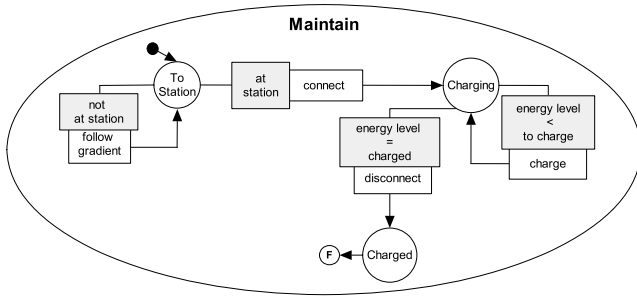 Maintain
To
Station
not
at station
follow
gradient
at
station
connect
Charging
energy level
<
to charge
charge
energy level
=
charged
disconnect
Charged
F